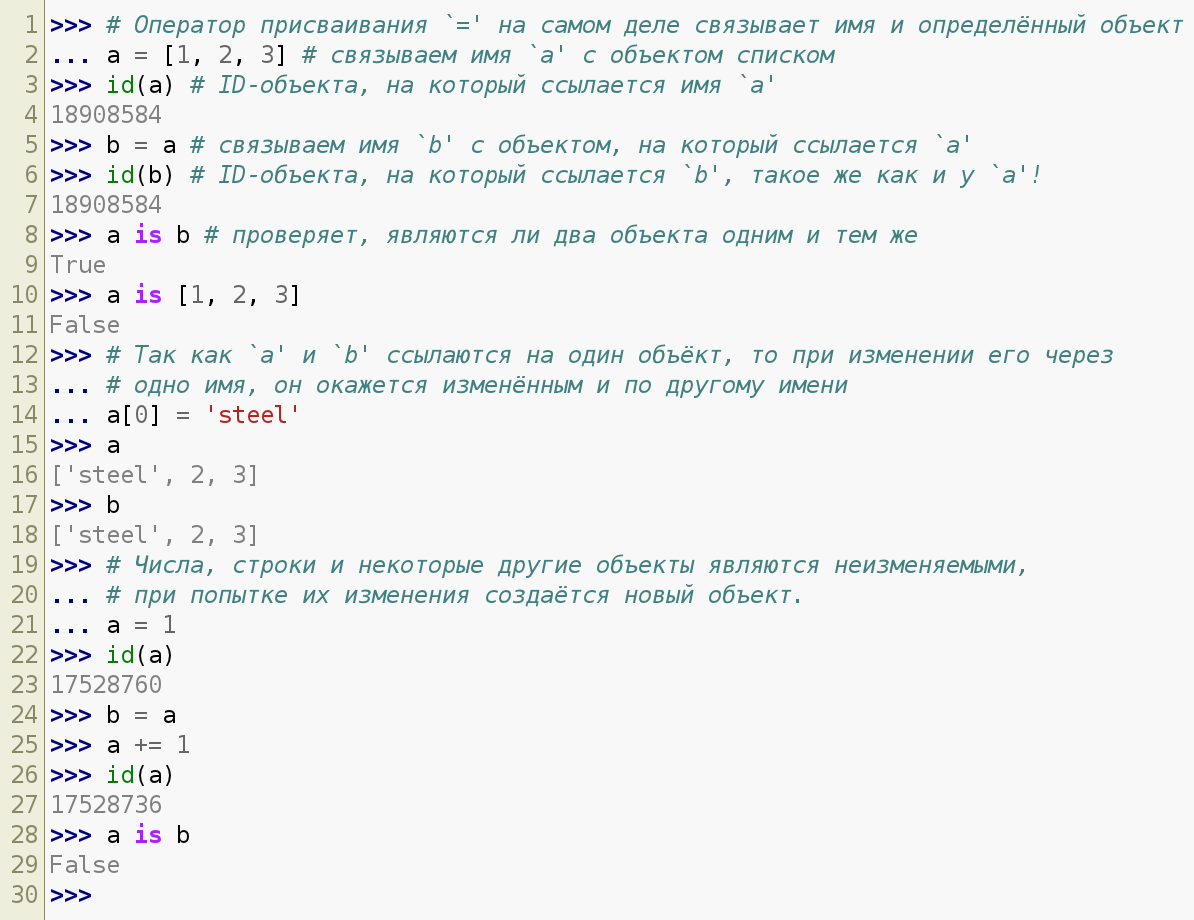 1 >>> # Оператор присваивания `=' на самом деле связывает имя и определённый объект
2 ... a = [1, 2, 3] # связываем имя `a' с объектом списком
3 >>> id(a) # ID-объекта, на который ссылается имя `a'
4 18908584
5 >>> b = a # связываем имя `b' с объектом, на который ссылается `a'
6 >>> id(b) # ID-объекта, на который ссылается `b', такое же как и у `a'!
7 18908584
8 >>> a is b # проверяет, являются ли два объекта одним и тем же
9 True
10 >>> a is [1, 2, 3]
11 False
12 >>> # Так как `a' и `b' ссылаются на один объёкт, то при изменении его через
13 ... # одно имя, он окажется изменённым и по другому имени
14 ... a[0] = 'steel'
15 >>> a
16 ['steel', 2, 3]
17 >>> b
18 ['steel', 2, 3]
19 >>> # Числа, строки и некоторые другие объекты являются неизменяемыми,
20 ... # при попытке их изменения создаётся новый объект.
21 ... a = 1
22 >>> id(a)
23 17528760
24 >>> b = a
25 >>> a += 1
26 >>> id(a)
27 17528736
28 >>> a is b
29 False
30 >>>